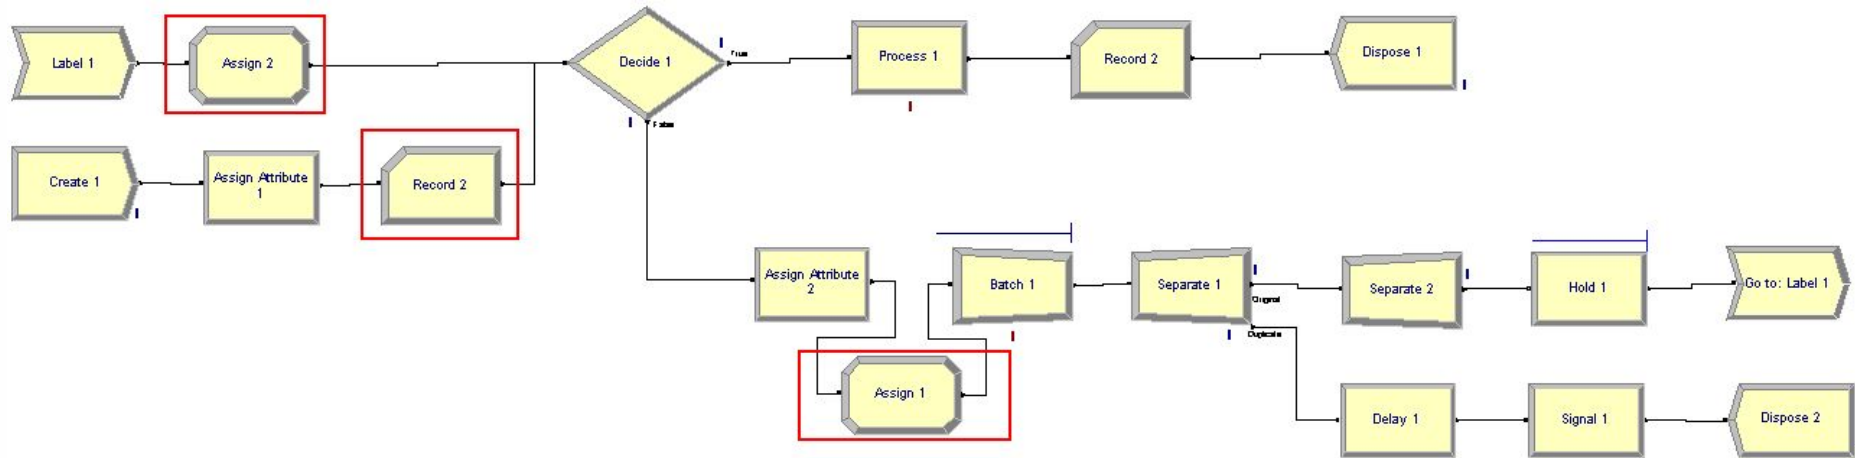 Label 1
Assign 2
Decide 1
True
False
Process 1
Record 2
Dispose 1
Create 1
Assign Attribute
1
Record 2
Assign Attribute
2
Assign 1
Batch 1
Separate 1
Original
Duplicate
Separate 2
Hold 1
Go to: Label 1
Delay 1
Signal 1
Dispose 2